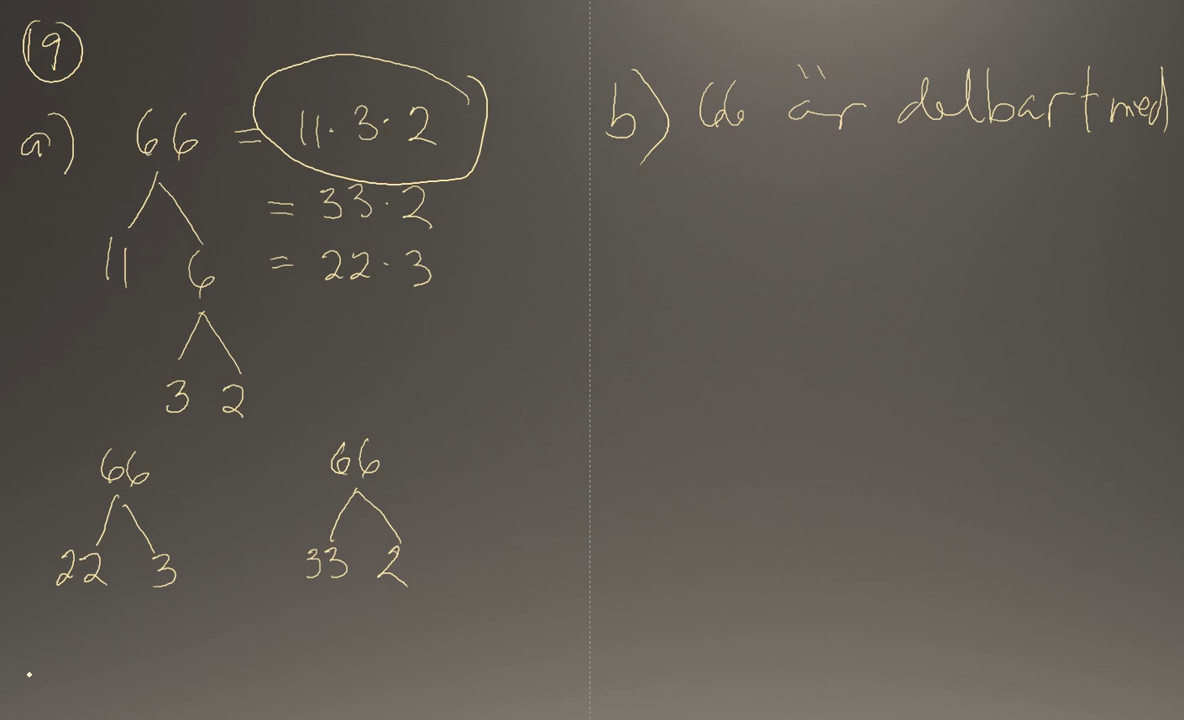 19
a) 66 = 11·3·2
= 33·2
11 6 = 22·3
3 2
66 66
22 3 33 2
b) 66 är delbart med